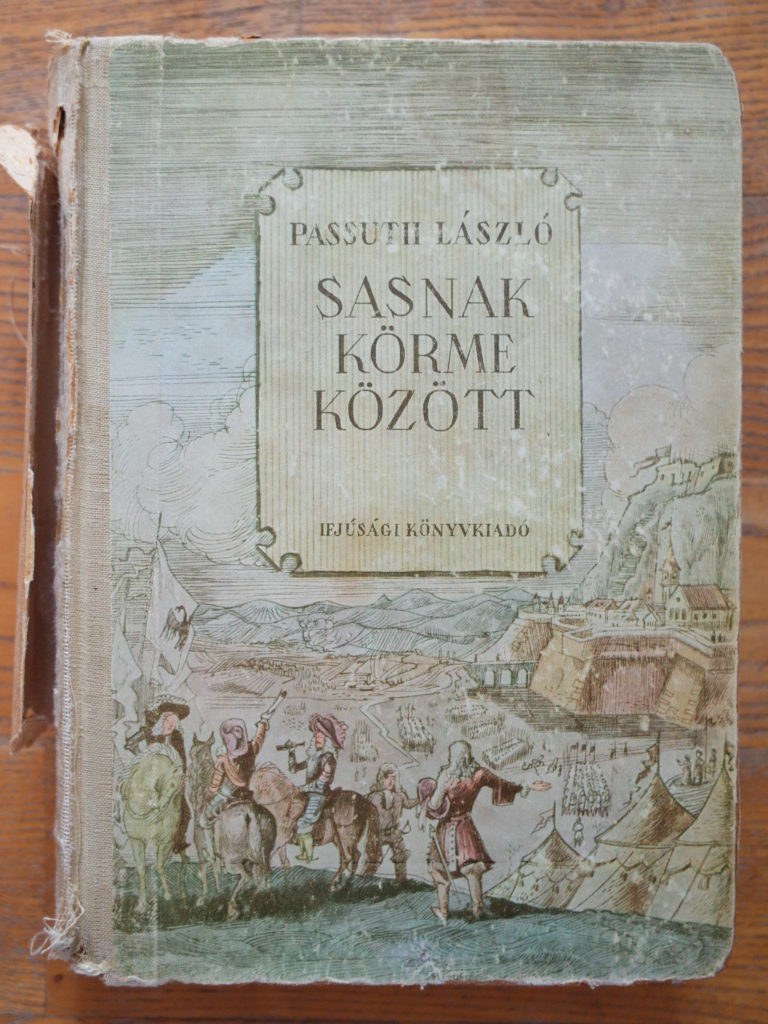 PASSUTH LÁSZLÓ
SASNAK
KÖRME
KÖZÖTT
IFJÚSÁGI KÖNYVKIADÓ